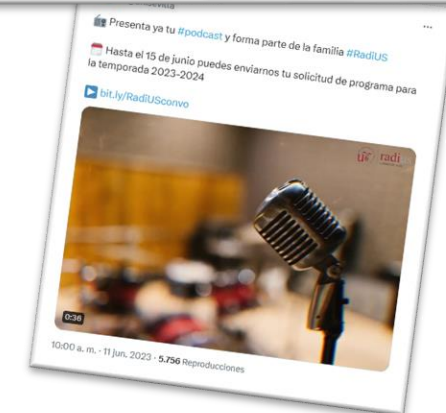 📻 Presenta ya tu #podcast y forma parte de la familia #RadiUS
🗓️ Hasta el 15 de junio puedes enviarnos tu solicitud de programa para
la temporada 2023-2024
▶️ bit.ly/RadiUSconvo
radi
0:38
10:00 a. m. · 11 jun. 2023 · 5.756 Reproducciones